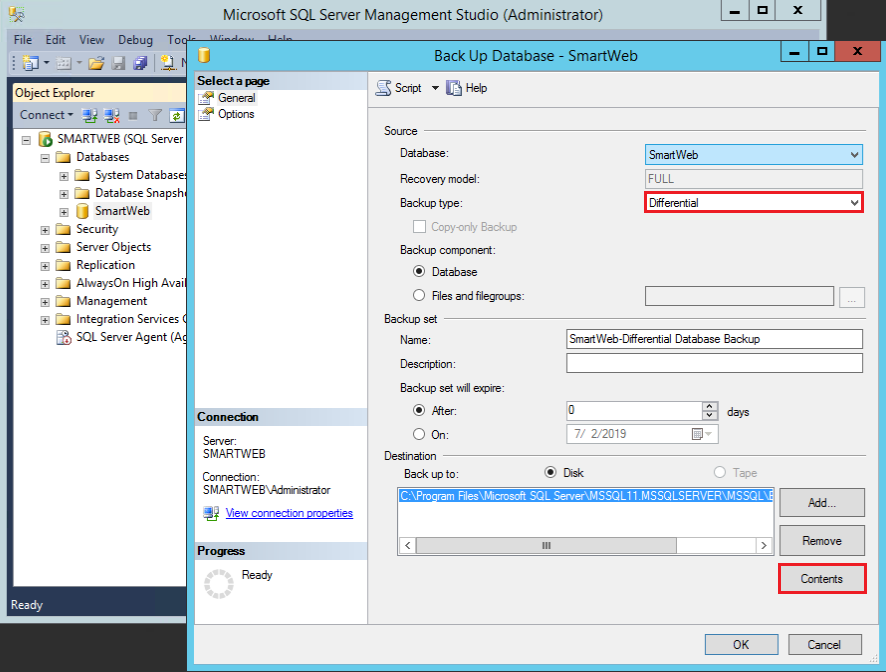 Microsoft SQL Server Management Studio (Administrator)
File Edit View Debug Tools Window Help
Object Explorer
Connect
SMARTWEB (SQL Server
Databases
System Databases
Database Snapsh
SmartWeb
Security
Server Objects
Replication
AlwaysOn High Avail
Management
Integration Services
SQL Server Agent (Ag
Ready
Back Up Database - SmartWeb
Select a page
General
Options
Connection
Server:
SMARTWEB
Connection:
SMARTWEB\Administrator
View connection properties
Progress
Ready
Script Help
Source
Database: SmartWeb
Recovery model: FULL
Backup type: Differential
Copy-only Backup
Backup component:
Database
Files and filegroups: ...
Backup set
Name: SmartWeb-Differential Database Backup
Description:
Backup set will expire:
After: 0 days
On: 7/ 2/2019
Destination
Back up to: Disk Tape
C:\Program Files\Microsoft SQL Server\MSSQL11.MSSQLSERVER\MSSQL\
Add...
Remove
Contents
OK Cancel